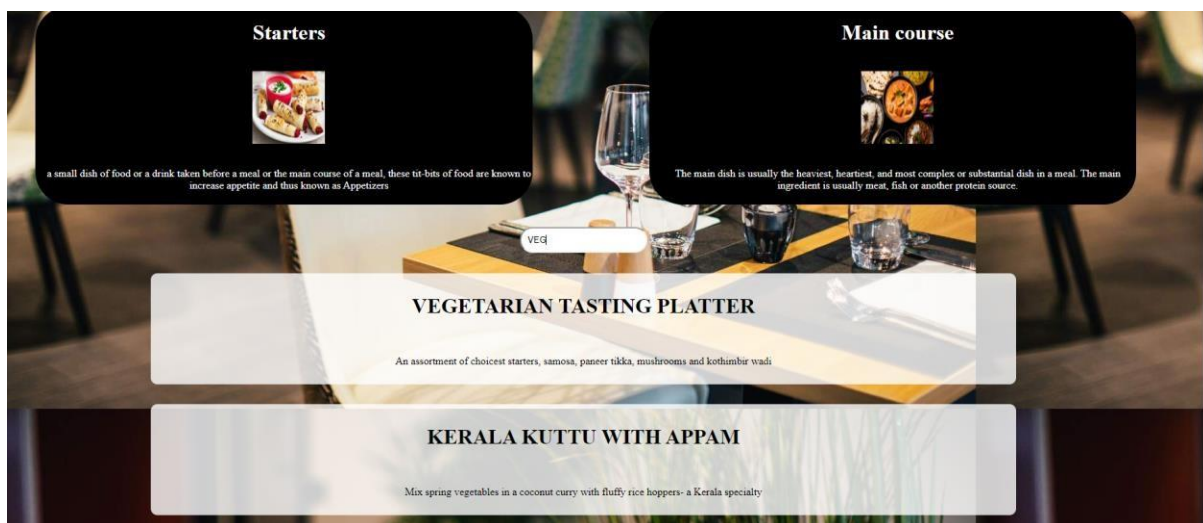 Starters
a small dish of food or a drink taken before a meal or the main course of a meal, these tit-bits of food are known to
increase appetite and thus known as Appetizers
Main course
The main dish is usually the heaviest, heartiest, and most complex or substantial dish in a meal. The main
ingredient is usually meat, fish or another protein source.
VEG
VEGETARIAN TASTING PLATTER
An assortment of choicest starters, samosa, paneer tikka, mushrooms and kothimbir wadi
KERALA KUTTU WITH APPAM
Mix spring vegetables in a coconut curry with fluffy rice hoppers- a Kerala specialty